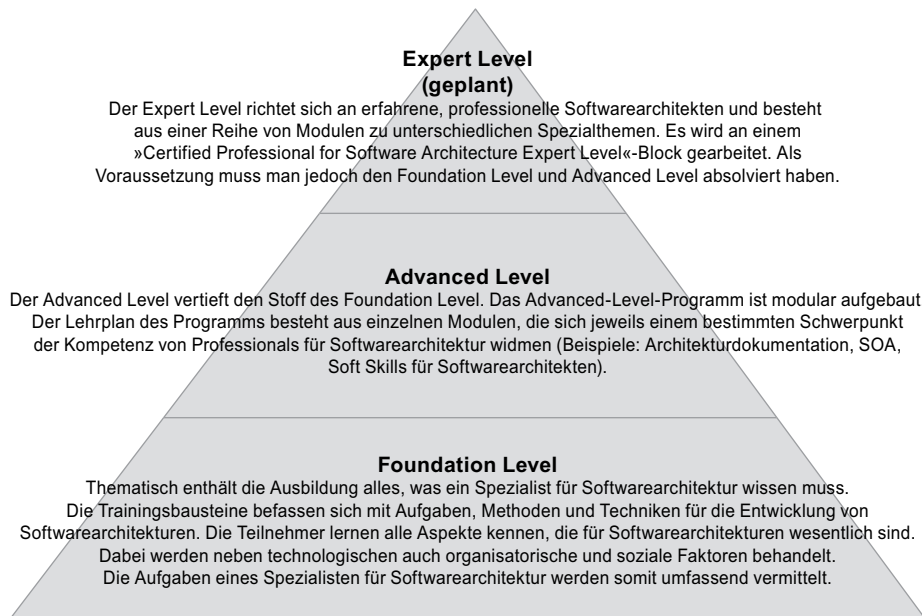 Expert Level
(geplant)
Der Expert Level richtet sich an erfahrene, professionelle Softwarearchitekten und besteht
aus einer Reihe von Modulen zu unterschiedlichen Spezialthemen. Es wird an einem
»Certified Professional for Software Architecture Expert Level«-Block gearbeitet. Als
Voraussetzung muss man jedoch den Foundation Level und Advanced Level absolviert haben.
Advanced Level
Der Advanced Level vertieft den Stoff des Foundation Level. Das Advanced-Level-Programm ist modular aufgebaut
Der Lehrplan des Programms besteht aus einzelnen Modulen, die sich jeweils einem bestimmten Schwerpunkt
der Kompetenz von Professionals für Softwarearchitektur widmen (Beispiele: Architekturdokumentation, SOA,
Soft Skills für Softwarearchitekten).
Foundation Level
Thematisch enthält die Ausbildung alles, was ein Spezialist für Softwarearchitektur wissen muss.
Die Trainingsbausteine befassen sich mit Aufgaben, Methoden und Techniken für die Entwicklung von
Softwarearchitekturen. Die Teilnehmer lernen alle Aspekte kennen, die für Softwarearchitekturen wesentlich sind.
Dabei werden neben technologischen auch organisatorische und soziale Faktoren behandelt.
Die Aufgaben eines Spezialisten für Softwarearchitektur werden somit umfassend vermittelt.